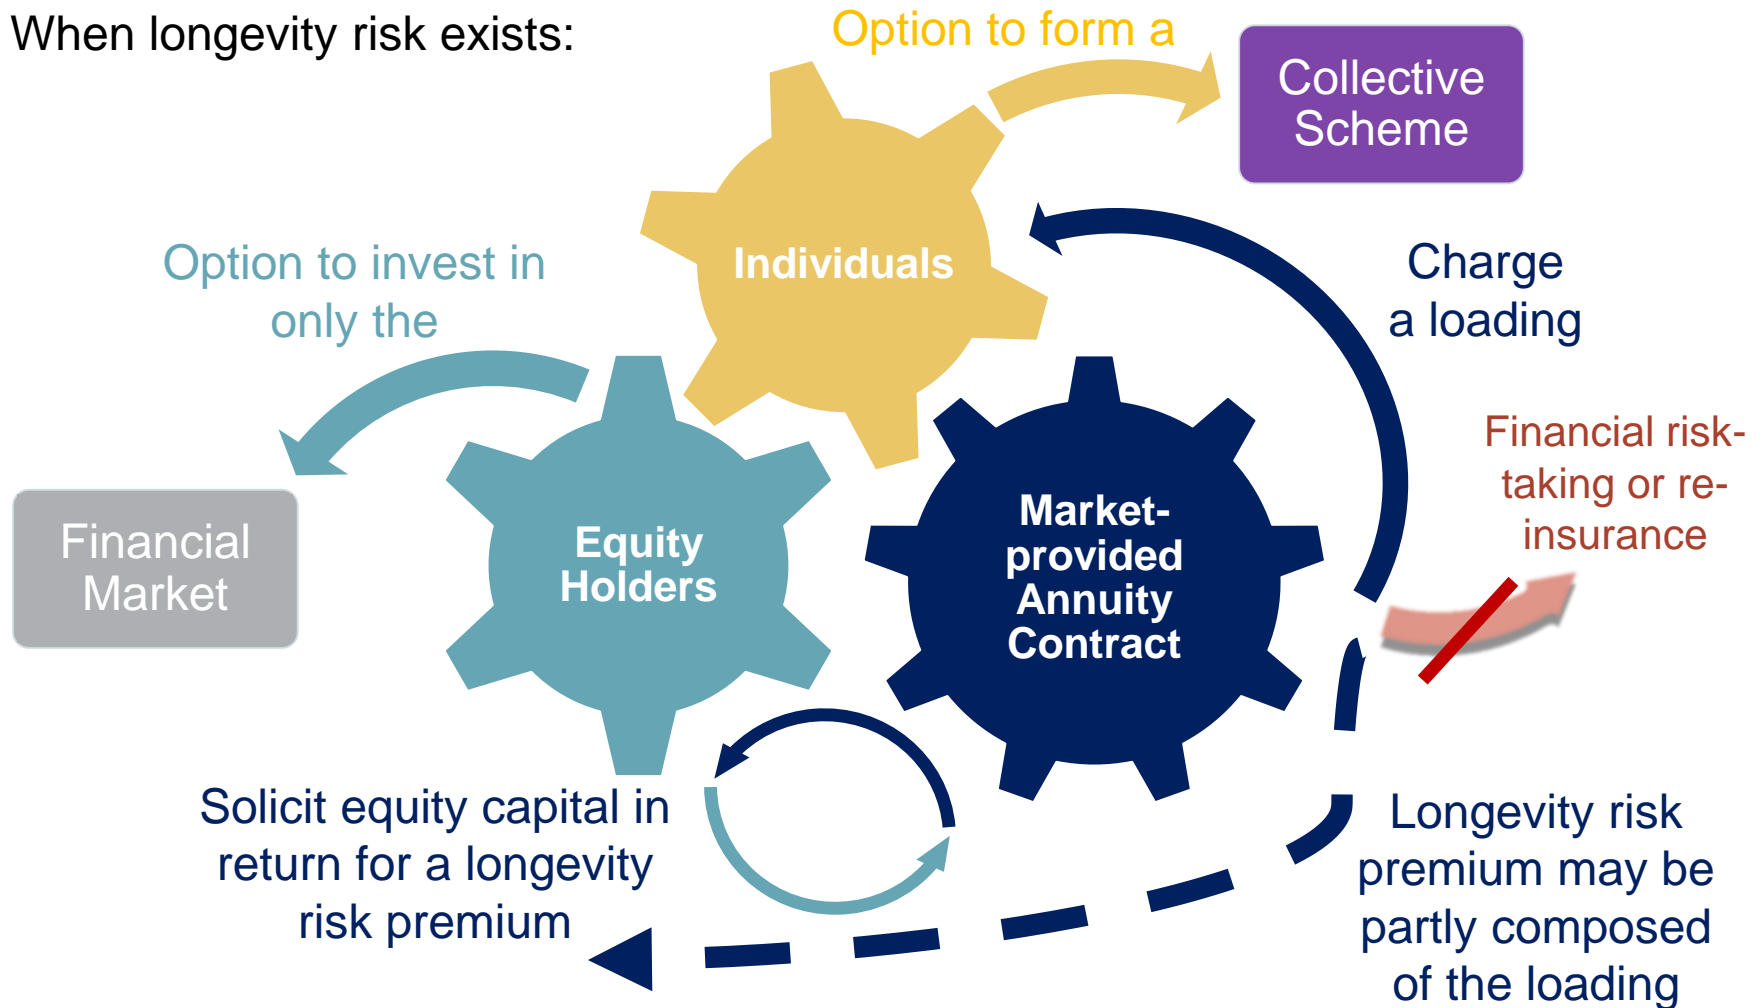 When longevity risk exists:
Option to form a
Collective
Scheme
Individuals
Option to invest in
only the
Charge
a loading
Financial risk-
taking or re-
insurance
Financial
Market
Equity
Holders
Market-
provided
Annuity
Contract
Solicit equity capital in
return for a longevity
risk premium
Longevity risk
premium may be
partly composed
of the loading